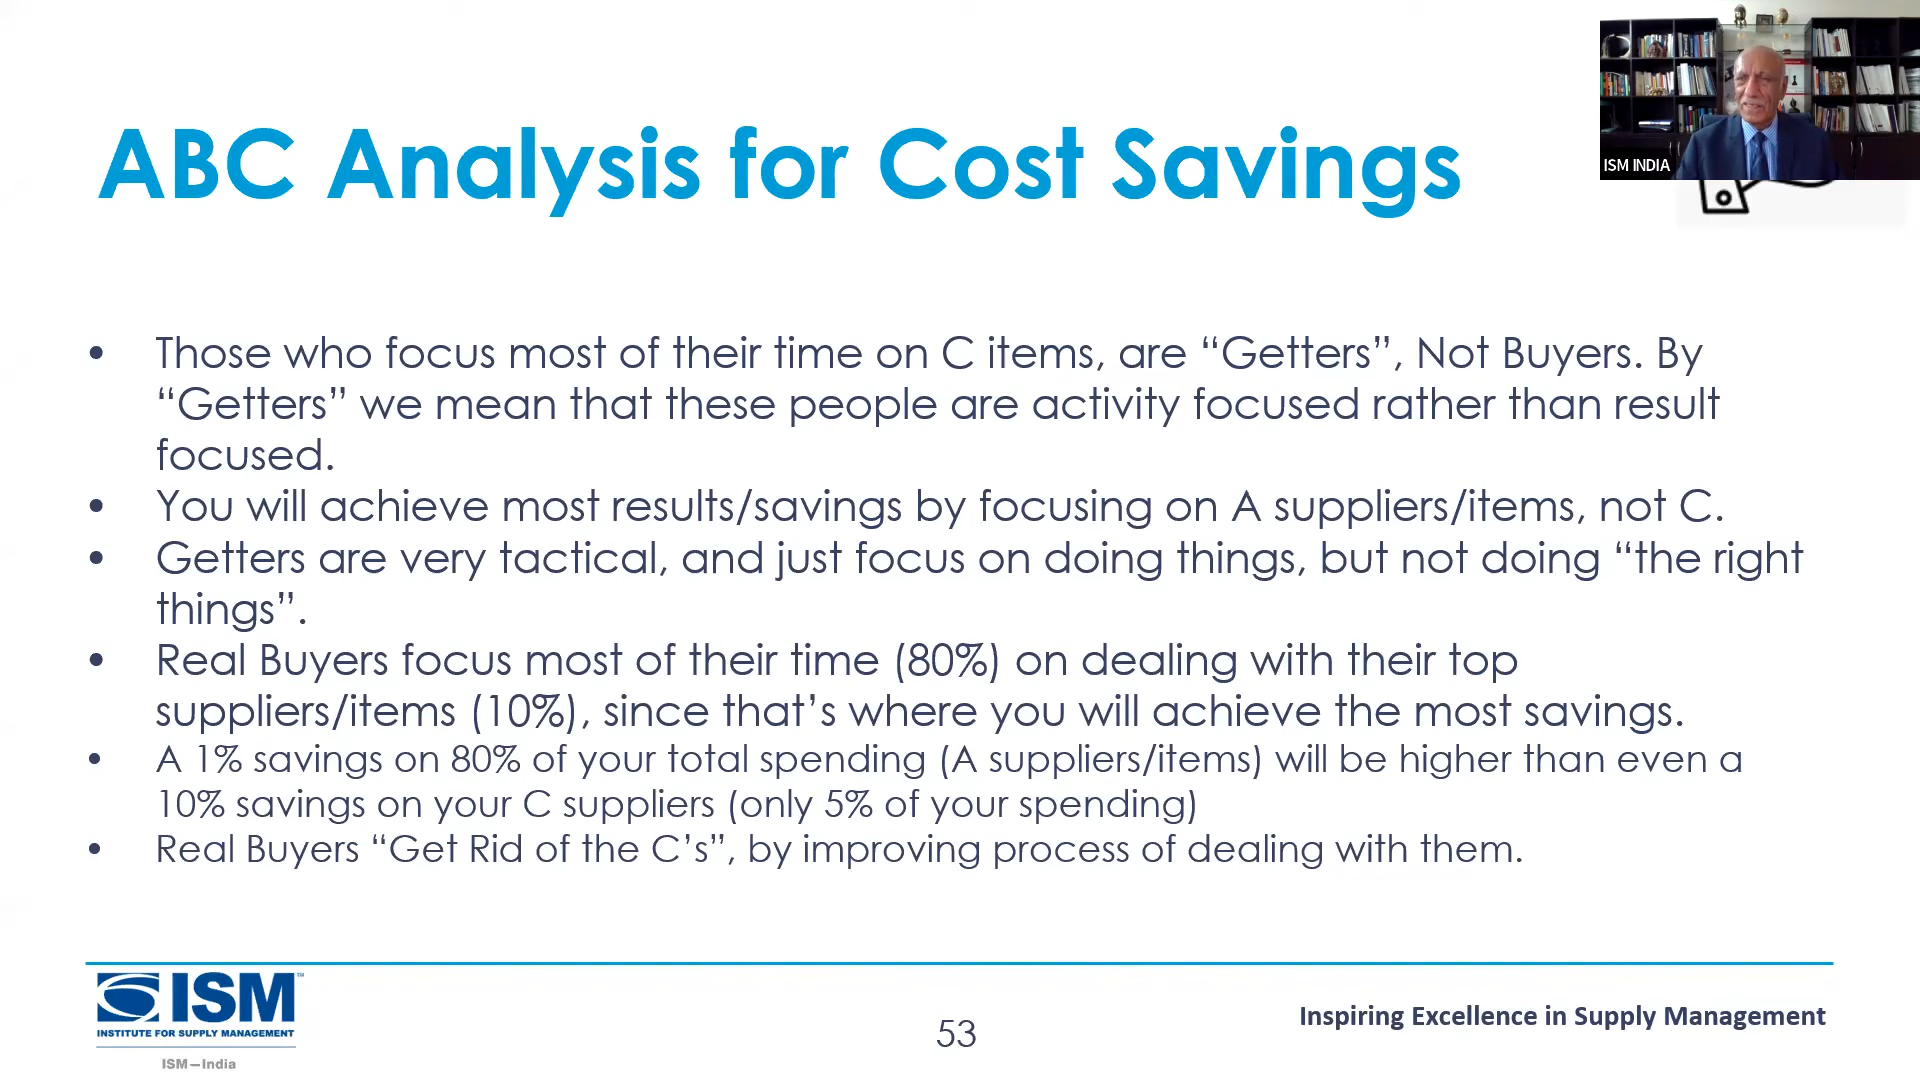 ABC Analysis for Cost Savings
ISM INDIA
• Those who focus most of their time on C items, are “Getters”, Not Buyers. By
“Getters” we mean that these people are activity focused rather than result
focused.
• You will achieve most results/savings by focusing on A suppliers/items, not C.
• Getters are very tactical, and just focus on doing things, but not doing “the right
things”.
• Real Buyers focus most of their time (80%) on dealing with their top
suppliers/items (10%), since that’s where you will achieve the most savings.
• A 1% savings on 80% of your total spending (A suppliers/items) will be higher than even a
10% savings on your C suppliers (only 5% of your spending)
• Real Buyers “Get Rid of the C’s”, by improving process of dealing with them.
ISM™
INSTITUTE FOR SUPPLY MANAGEMENT
ISM—India
53
Inspiring Excellence in Supply Management